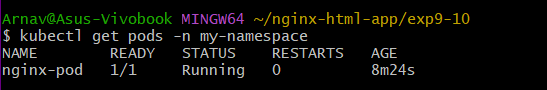 Arnav@Asus-Vivobook MINGW64 ~/nginx-html-app/exp9-10
$ kubectl get pods -n my-namespace
NAME READY STATUS RESTARTS AGE
nginx-pod 1/1 Running 0 8m24s